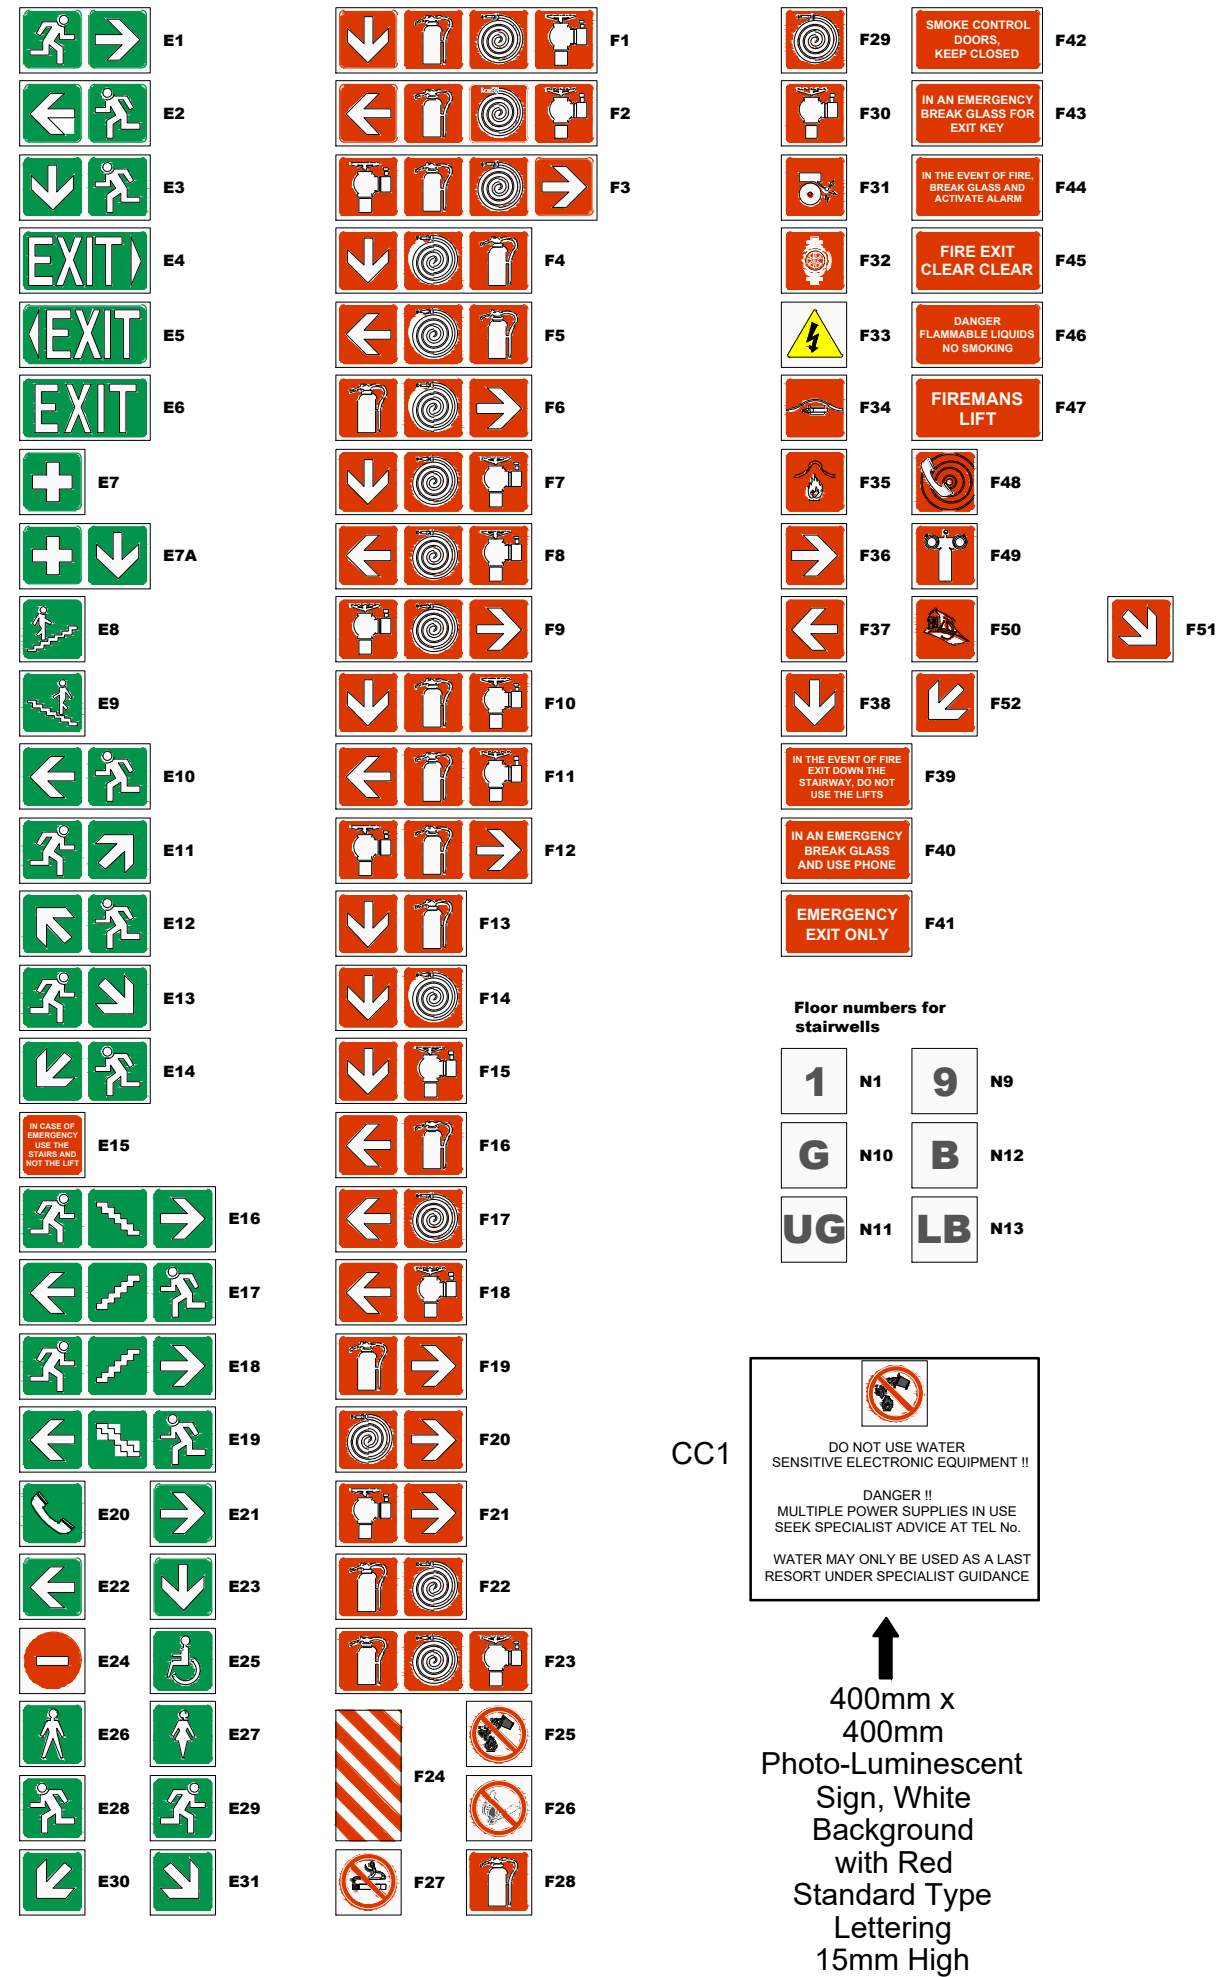 E1
E2
E3
EXIT
E4
EXIT
E5
EXIT
E6
E7
E7A
E8
E9
E10
E11
E12
E13
E14
IN CASE OF
EMERGENCY
USE THE
STAIRS AND
NOT THE LIFT
E15
E16
E17
E18
E19
E20
E21
E22
E23
E24
E25
E26
E27
E28
E29
E30
E31
F1
F2
F3
F4
F5
F6
F7
F8
F9
F10
F11
F12
F13
F14
F15
F16
F17
F18
F19
F20
F21
F22
F23
F24
F25
F26
F27
F28
F29
SMOKE CONTROL
DOORS,
KEEP CLOSED
F42
F30
IN AN EMERGENCY
BREAK GLASS FOR
EXIT KEY
F43
F31
IN THE EVENT OF FIRE,
BREAK GLASS AND
ACTIVATE ALARM
F44
F32
FIRE EXIT
CLEAR CLEAR
F45
F33
DANGER
FLAMMABLE LIQUIDS
NO SMOKING
F46
F34
FIREMANS
LIFT
F47
F35
F48
F36
F49
F37
F50
F51
F38
F52
IN THE EVENT OF FIRE
EXIT DOWN THE
STAIRWAY, DO NOT
USE THE LIFTS
F39
IN AN EMERGENCY
BREAK GLASS
AND USE PHONE
F40
EMERGENCY
EXIT ONLY
F41
Floor numbers for
stairwells
1
N1
9
N9
G
N10
B
N12
UG
N11
LB
N13
CC1
DO NOT USE WATER
SENSITIVE ELECTRONIC EQUIPMENT !!
DANGER !!
MULTIPLE POWER SUPPLIES IN USE
SEEK SPECIALIST ADVICE AT TEL No.
WATER MAY ONLY BE USED AS A LAST
RESORT UNDER SPECIALIST GUIDANCE
400mm x
400mm
Photo-Luminescent
Sign, White
Background
with Red
Standard Type
Lettering
15mm High